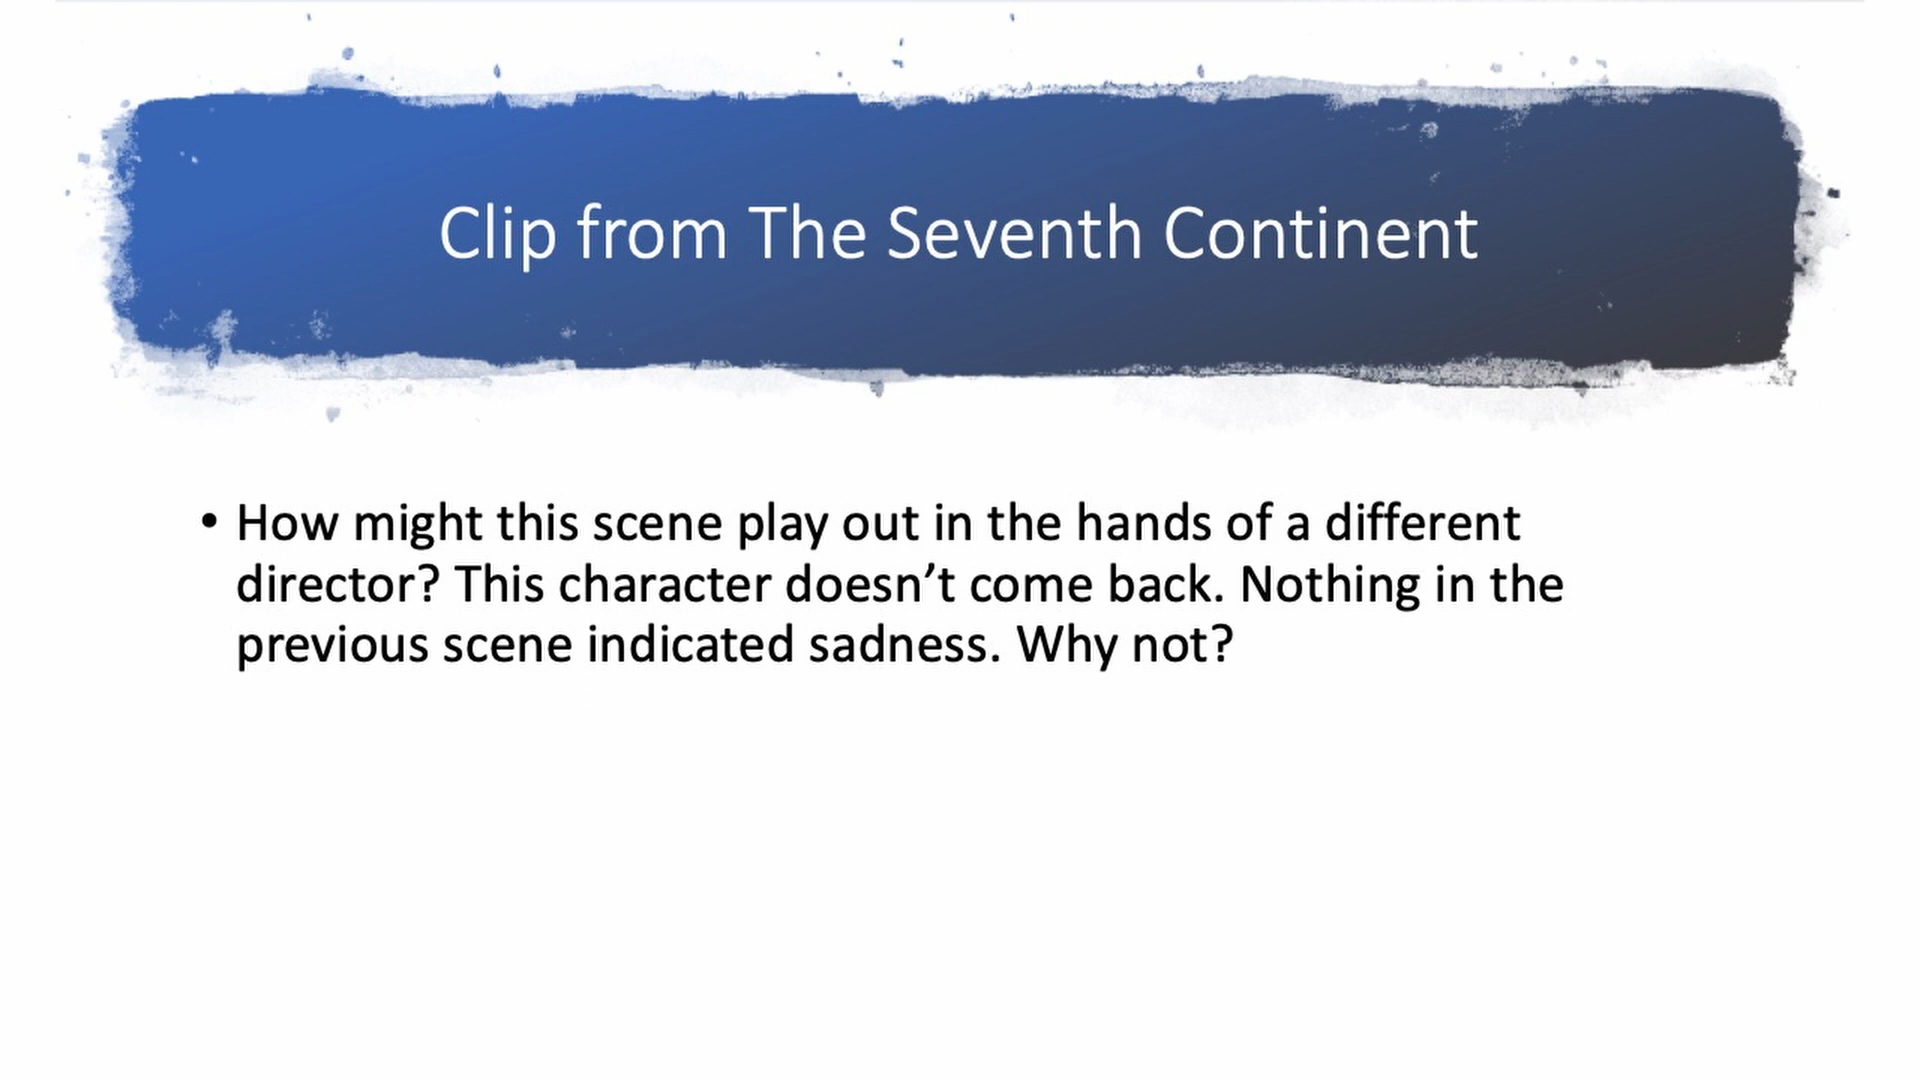 Clip from The Seventh Continent
• How might this scene play out in the hands of a different
director? This character doesn’t come back. Nothing in the
previous scene indicated sadness. Why not?